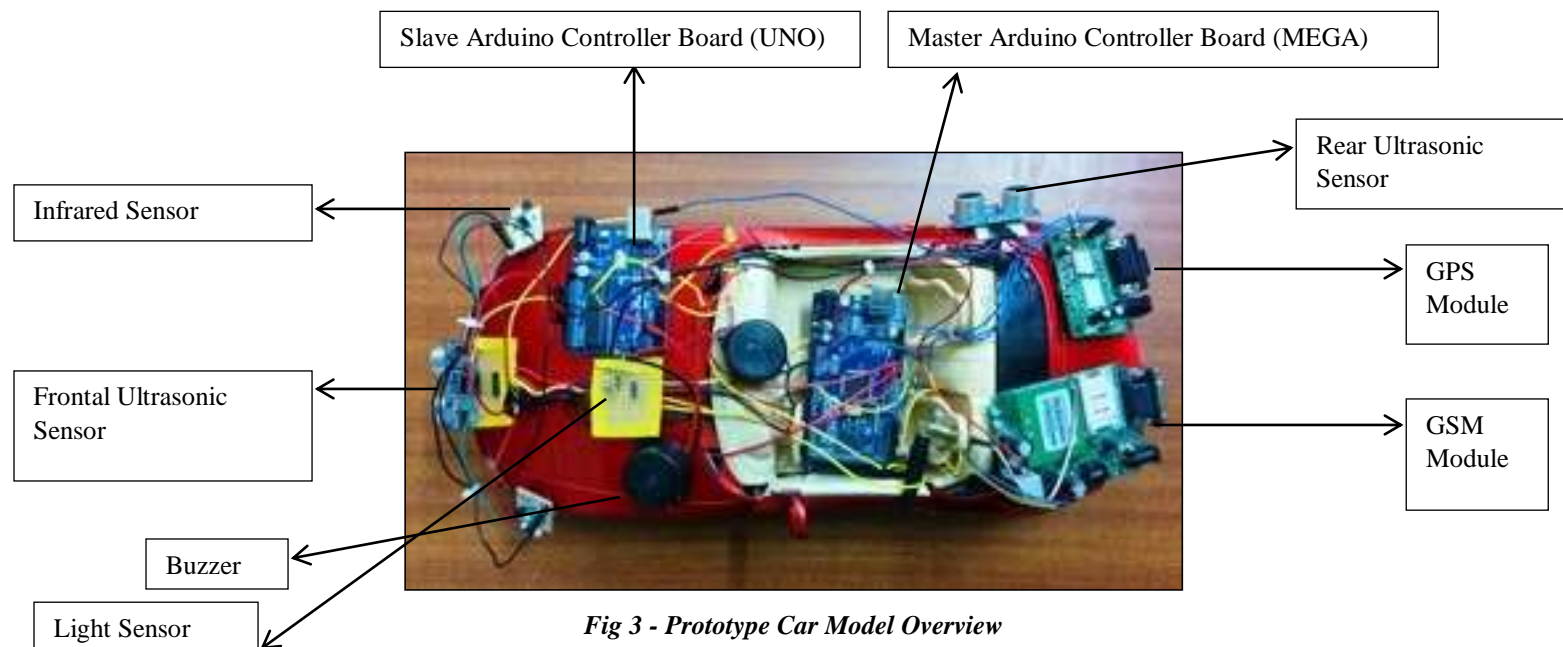 Slave Arduino Controller Board (UNO)
Master Arduino Controller Board (MEGA)
Rear Ultrasonic
Sensor
Infrared Sensor
GPS
Module
Frontal Ultrasonic
Sensor
GSM
Module
Buzzer
Light Sensor
Fig 3 - Prototype Car Model Overview